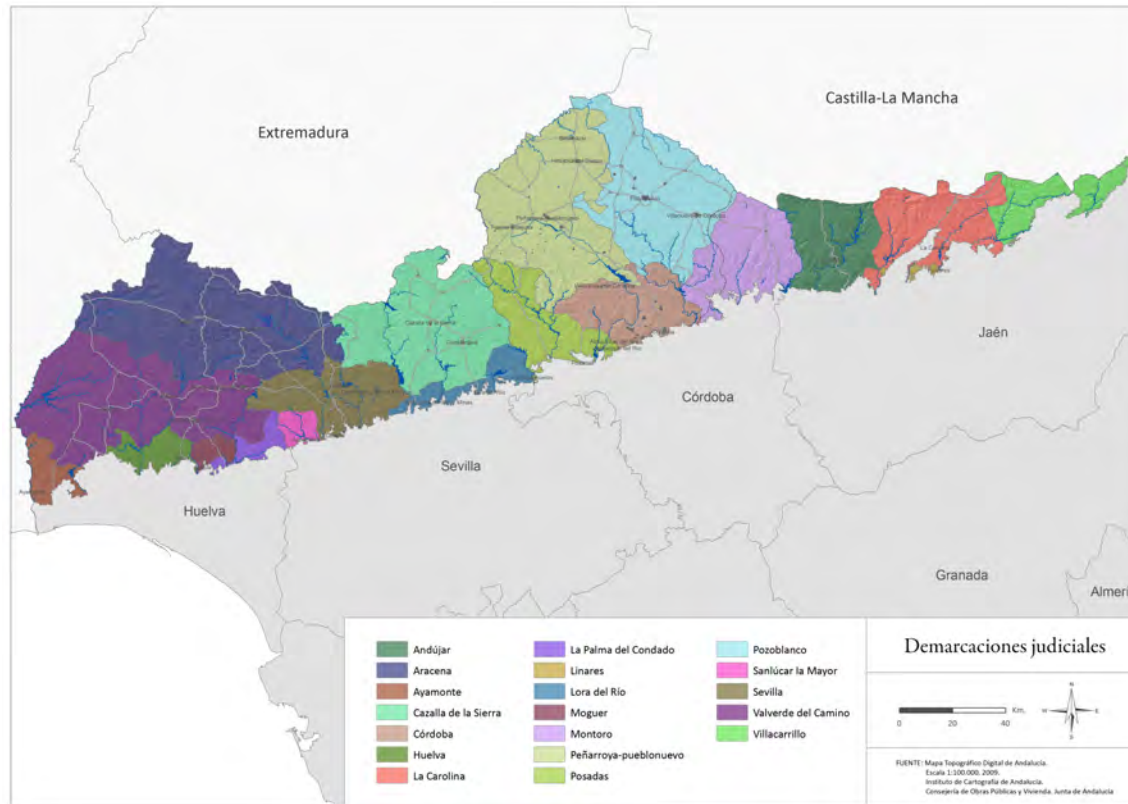 Extremadura
Castilla-La Mancha
Jaén
Córdoba
Sevilla
Huelva
Granada
Almerí
Andújar
Aracena
Ayamonte
Cazalla de la Sierra
Córdoba
Huelva
La Carolina
La Palma del Condado
Linares
Lora del Río
Moguer
Montoro
Peñarroya-pueblonuevo
Posadas
Pozoblanco
Sanlúcar la Mayor
Sevilla
Valverde del Camino
Villacarrillo
Demarcaciones judiciales
N
W E
S
Km.
0 20 40
FUENTE: Mapa Topográfico Digital de Andalucía.
Escala 1:100.000. 2009.
Instituto de Cartografía de Andalucía.
Consejería de Obras Públicas y Vivienda. Junta de Andalucía